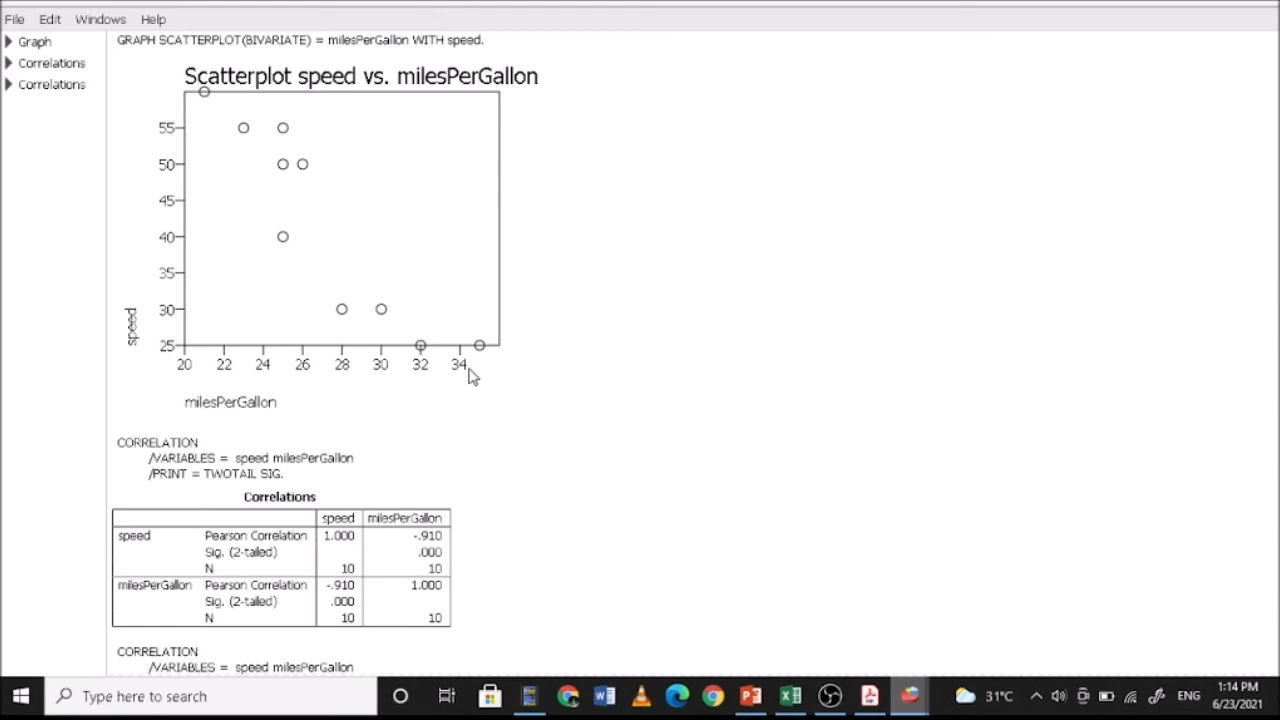 File Edit Windows Help
Graph
Correlations
Correlations
GRAPH SCATTERPLOT(BIVARIATE) = milesPerGallon WITH speed.
Scatterplot speed vs. milesPerGallon
55
50
45
40
35
30
25
speed
20 22 24 26 28 30 32 34
milesPerGallon
CORRELATION
/VARIABLES = speed milesPerGallon
/PRINT = TWOTAIL SIG.
Correlations
speed milesPerGallon
speed Pearson Correlation 1.000 -.910
Sig. (2-tailed) .000
N 10 10
milesPerGallon Pearson Correlation -.910 1.000
Sig. (2-tailed) .000
N 10 10
CORRELATION
/VARIABLES = speed milesPerGallon
Type here to search
31°C
ENG
1:14 PM
6/23/2021